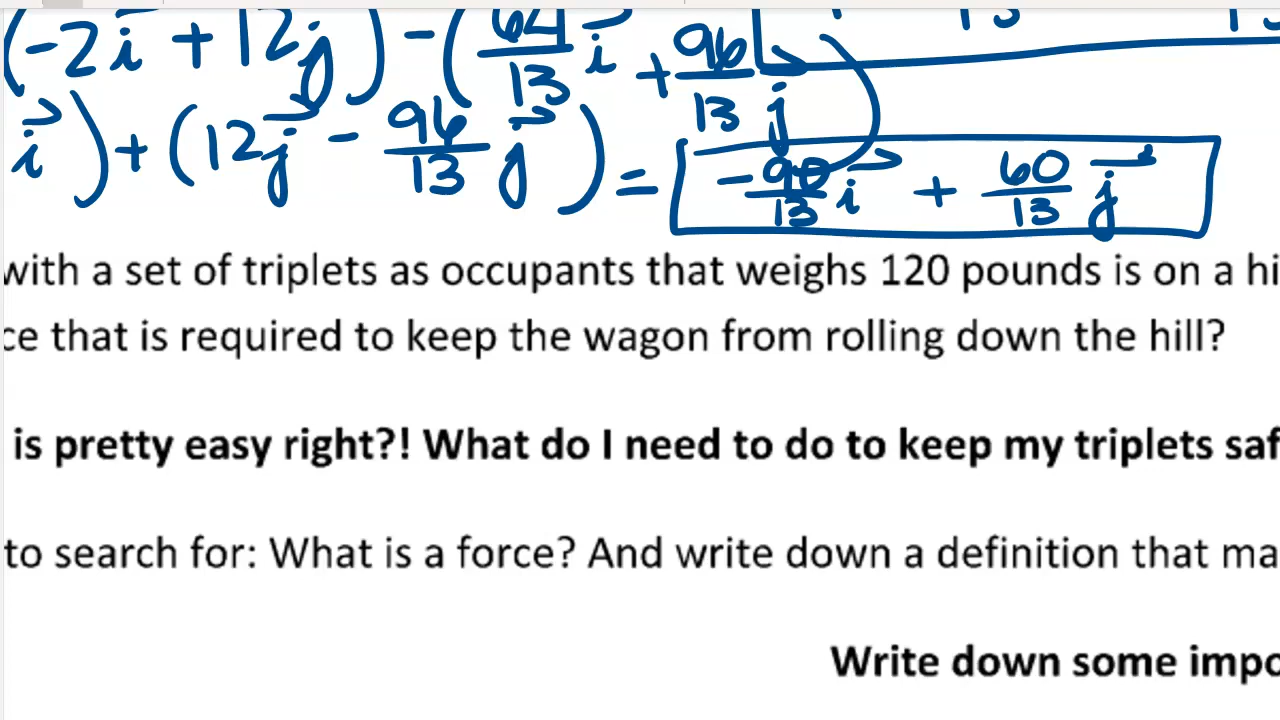 (-2i + 12j) - (64/13 i + 96/13 j)
i) + (12j - 96/13 j) = -90/13 i + 60/13 j
with a set of triplets as occupants that weighs 120 pounds is on a hi
ce that is required to keep the wagon from rolling down the hill?
is pretty easy right?! What do I need to do to keep my triplets saf
to search for: What is a force? And write down a definition that ma
Write down some impo